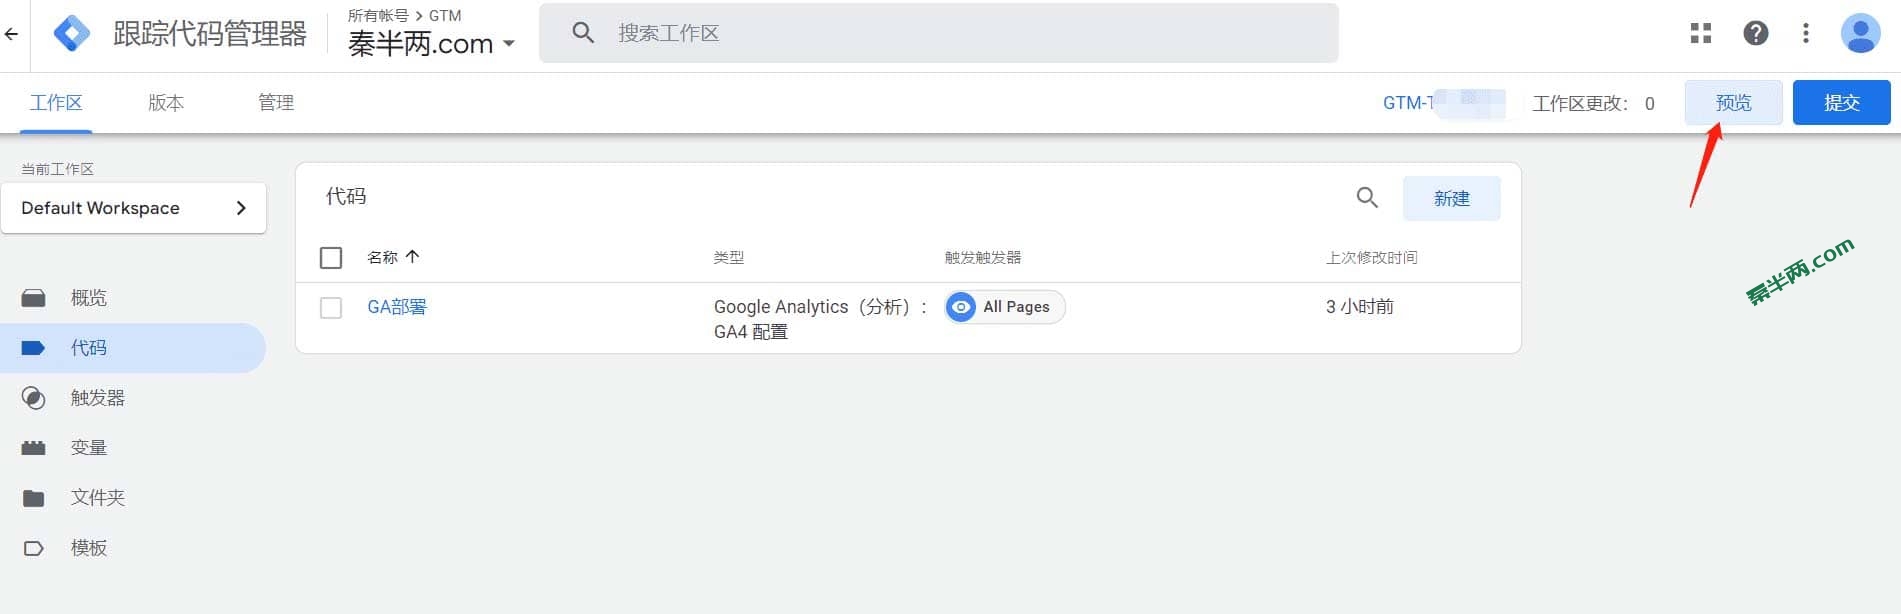 跟踪代码管理器
所有帐号 > GTM
秦半两.com
搜索工作区
工作区
版本
管理
GTM-T
工作区更改： 0
预览
提交
当前工作区
Default Workspace
代码
新建
名称
类型
触发触发器
上次修改时间
GA部署
Google Analytics（分析）：
GA4 配置
All Pages
3 小时前
概览
代码
触发器
变量
文件夹
模板
秦半两.com